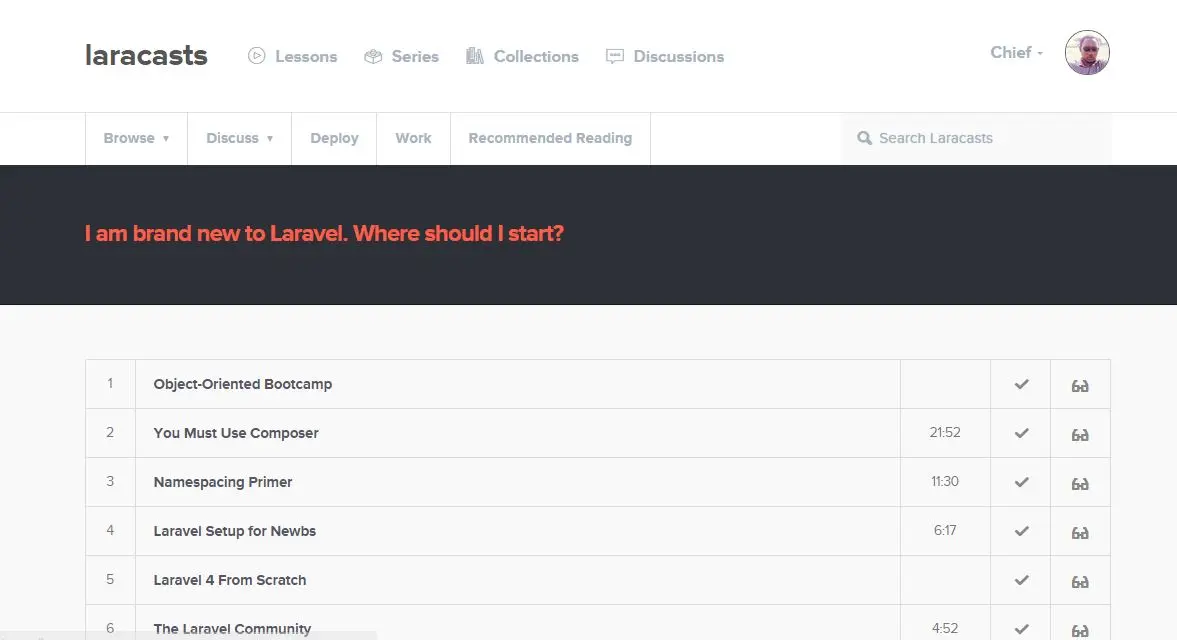 laracasts Lessons Series Collections Discussions Chief
Browse Discuss Deploy Work Recommended Reading Search Laracasts
I am brand new to Laravel. Where should I start?
1 Object-Oriented Bootcamp
2 You Must Use Composer 21:52
3 Namespacing Primer 11:30
4 Laravel Setup for Newbs 6:17
5 Laravel 4 From Scratch
6 The Laravel Community 4:52